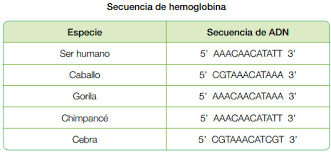 Secuencia de hemoglobina
Especie Secuencia de ADN
Ser humano 5’ AAACAACATATT 3’
Caballo 5’ CGTAAACATAAA 3’
Gorila 5’ AAACAACATAAA 3’
Chimpancé 5’ AAACAACATATT 3’
Cebra 5’ CGTAAACATCGT 3’